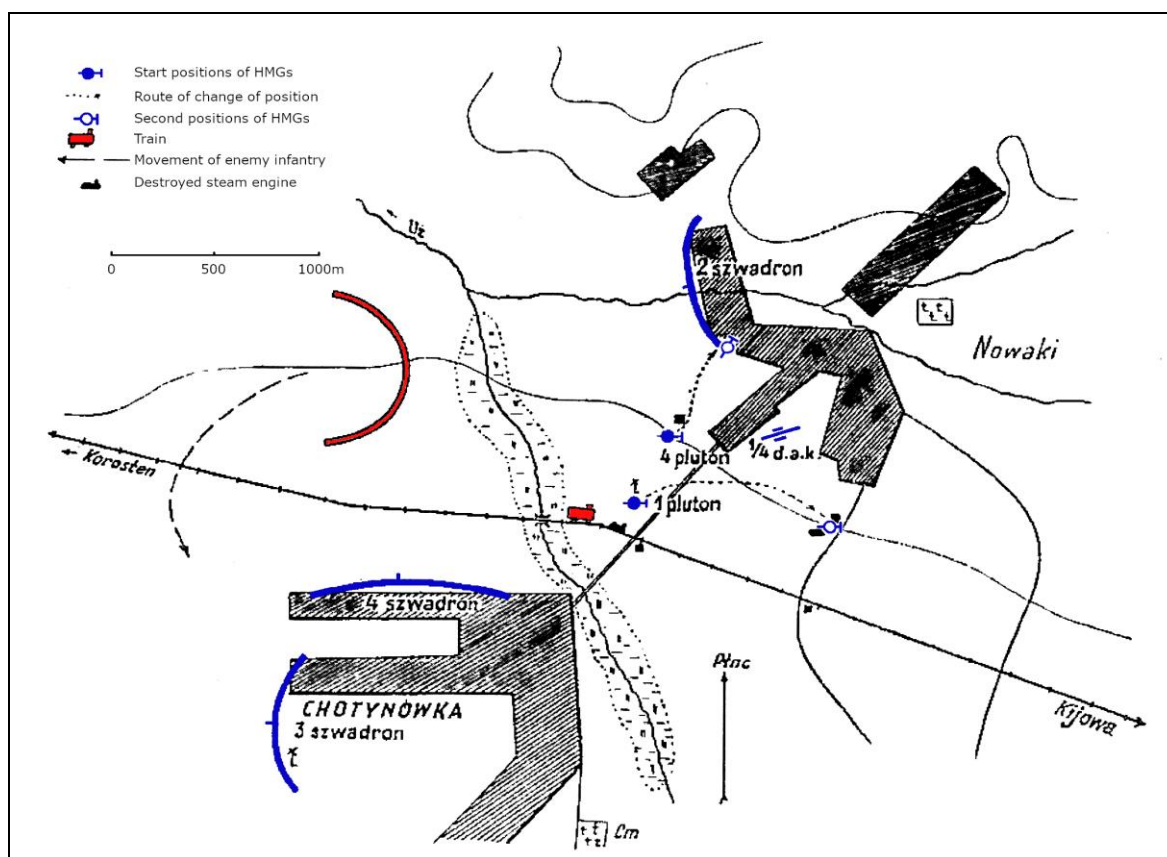 Start positions of HMGs
Route of change of position
Second positions of HMGs
Train
Movement of enemy infantry
Destroyed steam engine
0 500 1000m
Uż
2 szwadron
Nowaki
4 pluton
1/4 d.a.k
1 pluton
Korosten
4 szwadron
Płnc
CHOTYNÓWKA
3 szwadron
Kijowa
Cm